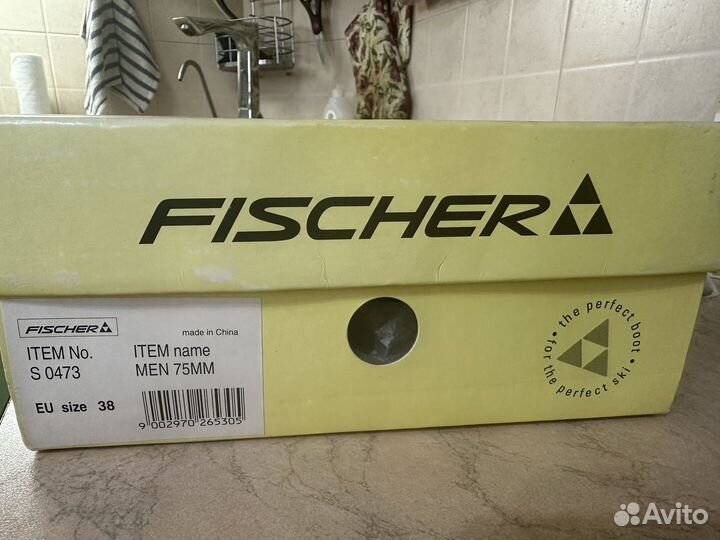 FISCHER
FISCHER
made in China
ITEM No.
ITEM name
S 0473
MEN 75MM
EU size 38
9 002970 265305
the perfect boot •
for the perfect ski •
Avito